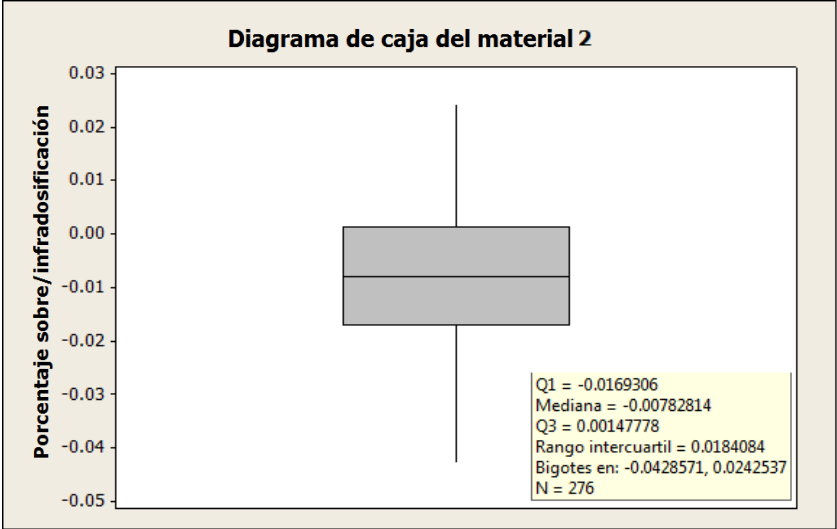 Diagrama de caja del material 2
Porcentaje sobre/infradosificación
0.03
0.02
0.01
0.00
-0.01
-0.02
-0.03
-0.04
-0.05
Q1 = -0.0169306
Mediana = -0.00782814
Q3 = 0.00147778
Rango intercuartil = 0.0184084
Bigotes en: -0.0428571, 0.0242537
N = 276